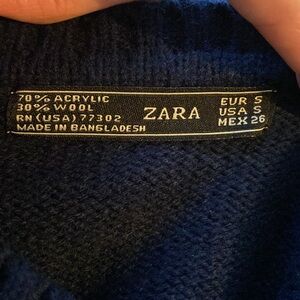 70% ACRYLIC
30% WOOL
RN (USA) 77302
MADE IN BANGLADESH
ZARA
EUR S
USA S
MEX 26